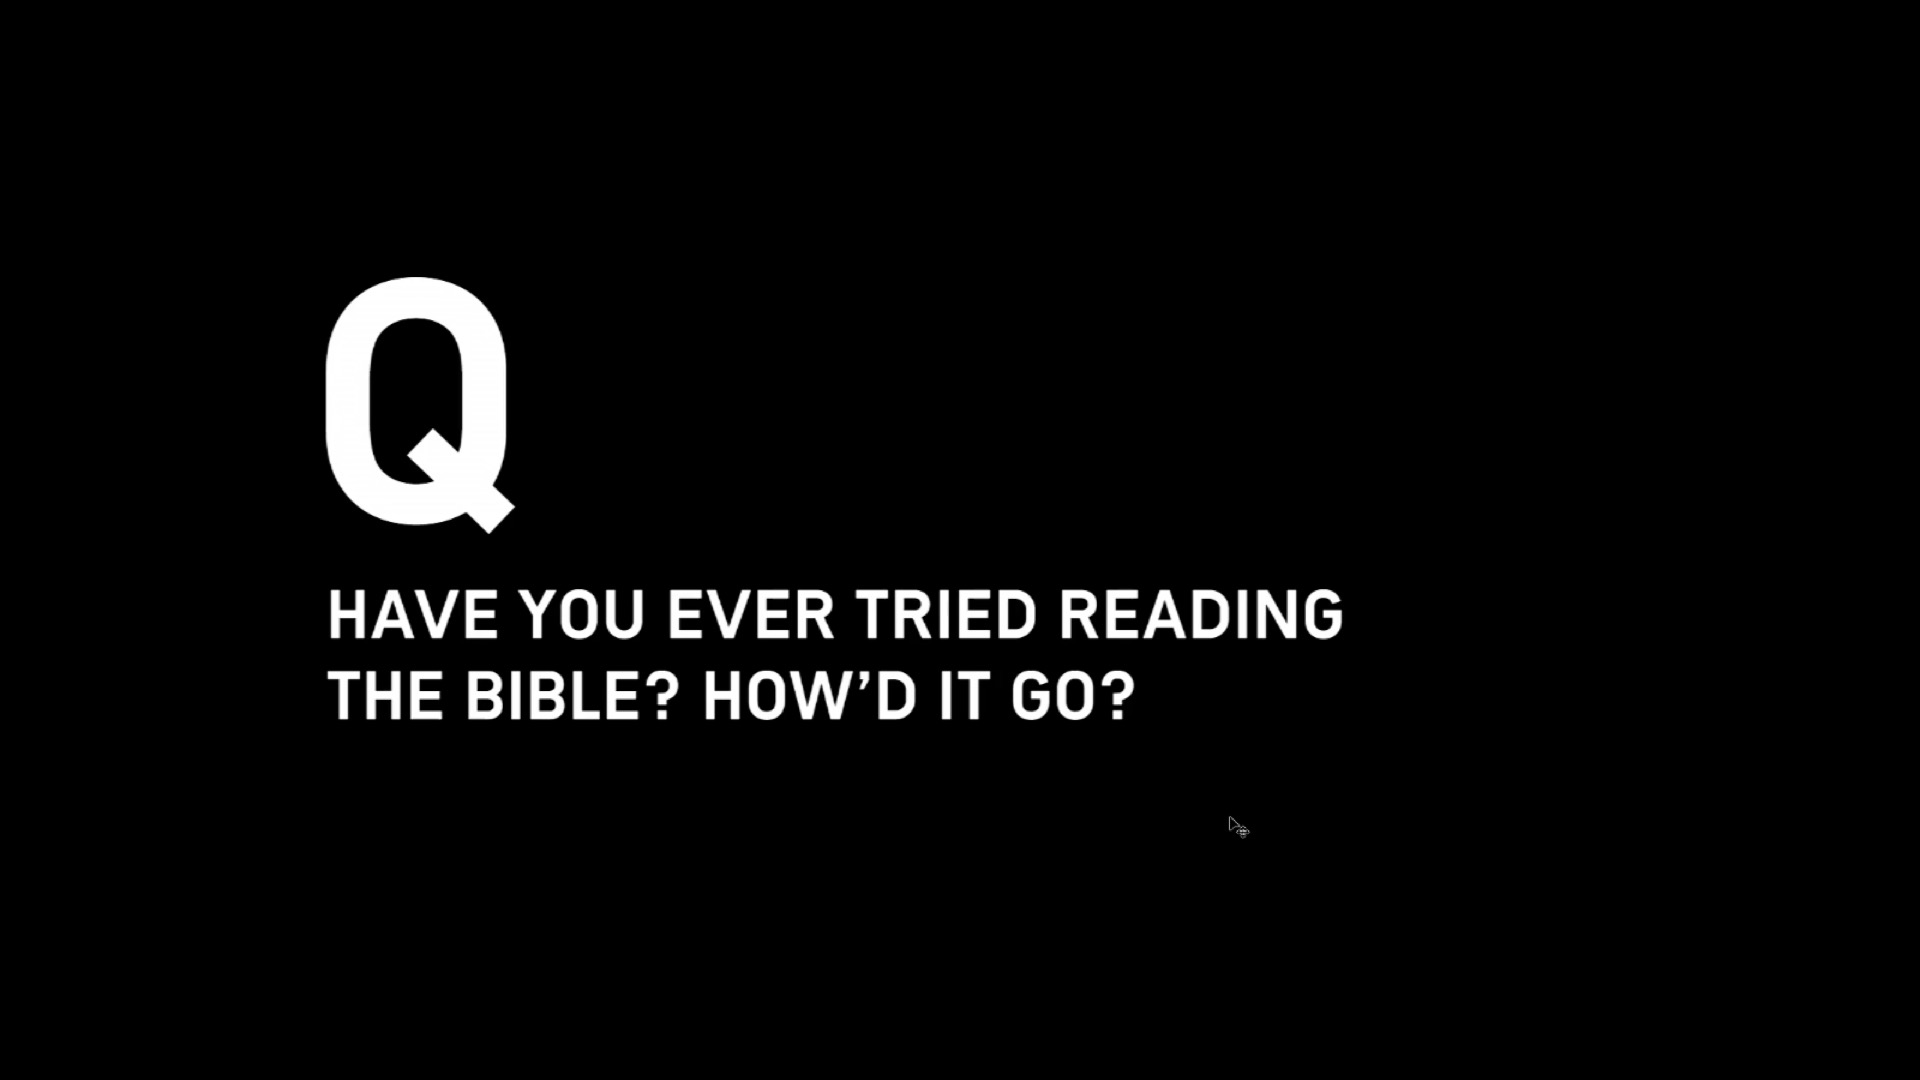 Q
HAVE YOU EVER TRIED READING
THE BIBLE? HOW’D IT GO?